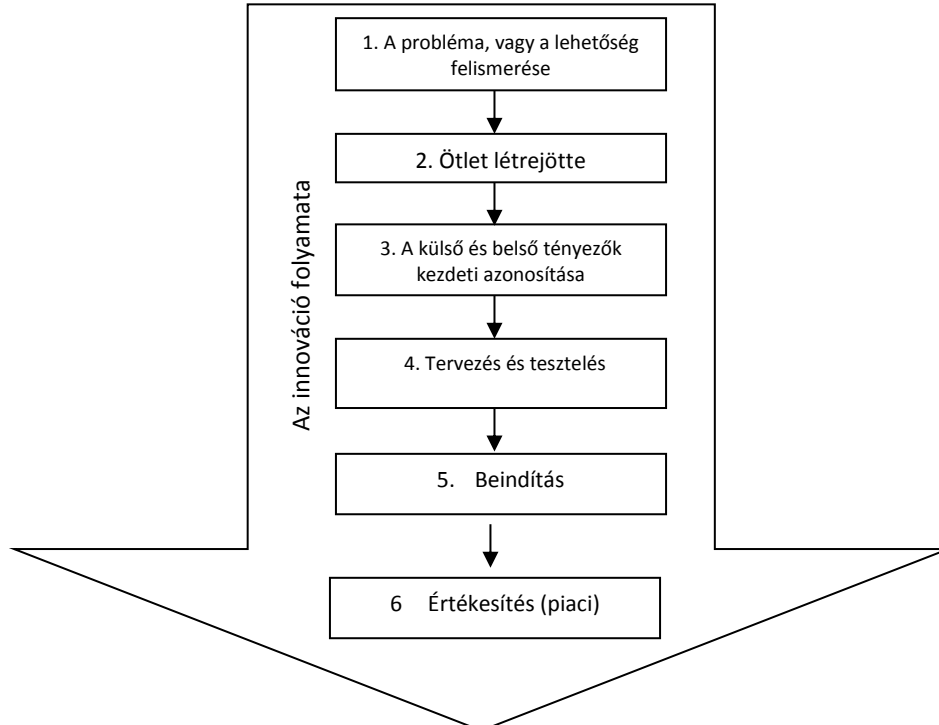 1. A probléma, vagy a lehetőség
felismerése
2. Ötlet létrejötte
3. A külső és belső tényezők
kezdeti azonosítása
4. Tervezés és tesztelés
5. Beindítás
6 Értékesítés (piaci)
Az innováció folyamata